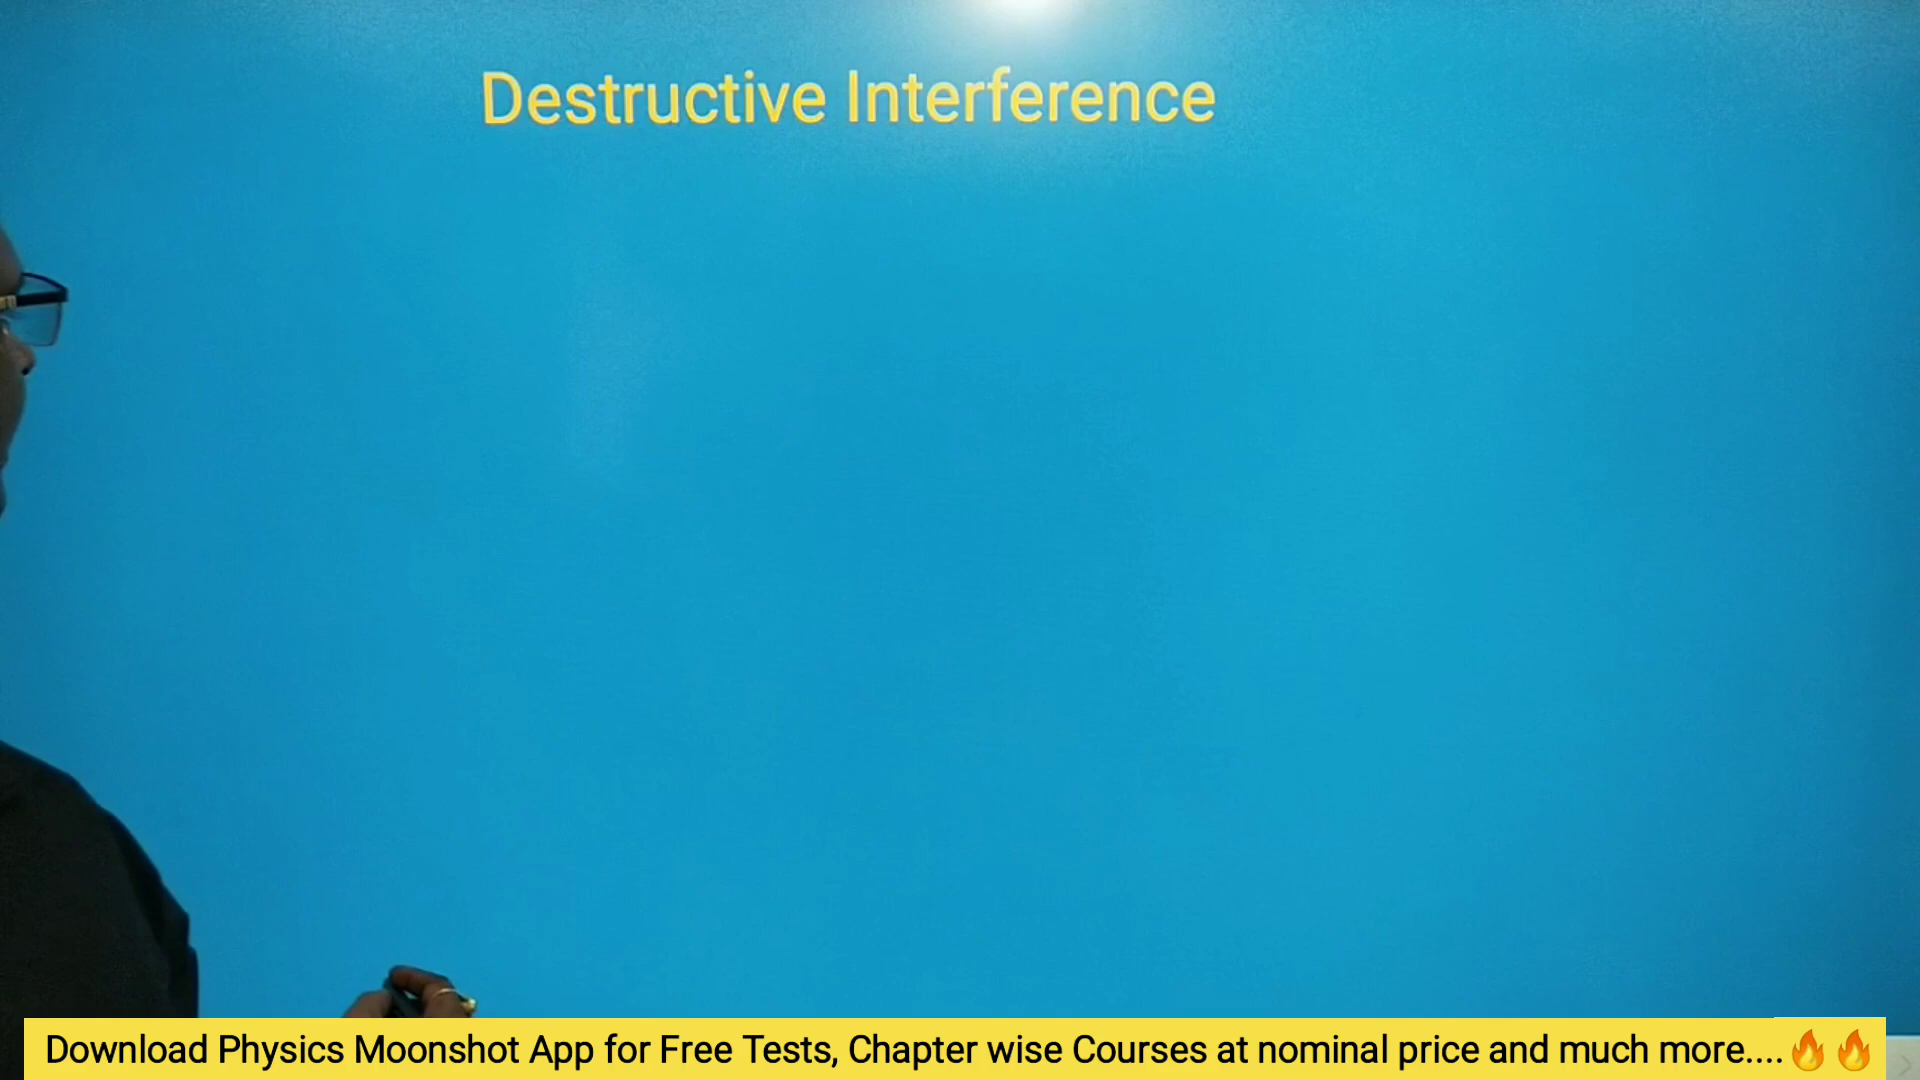 Destructive Interference
Download Physics Moonshot App for Free Tests, Chapter wise Courses at nominal price and much more....🔥🔥